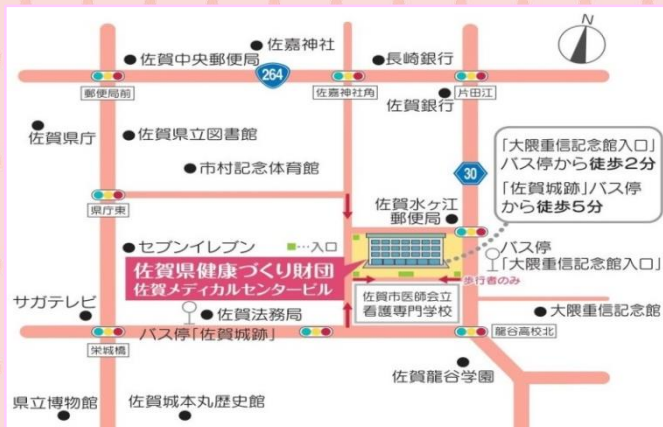 N
佐嘉神社
長崎銀行
佐賀中央郵便局
264
郵便局前
佐嘉神社角
片田江
佐賀銀行
佐賀県庁
佐賀県立図書館
「大隈重信記念館入口」
バス停から徒歩2分
「佐賀城跡」バス停
から徒歩5分
市村記念体育館
30
県庁東
佐賀水ヶ江
郵便局
セブンイレブン
…入口
バス停
「大隈重信記念館入口」
佐賀県健康づくり財団
佐賀メディカルセンタービル
歩行者のみ
佐賀市医師会立
看護専門学校
サガテレビ
佐賀法務局
大隈重信記念館
バス停「佐賀城跡」
栄城橋
龍谷高校北
佐賀龍谷学園
県立博物館
佐賀城本丸歴史館